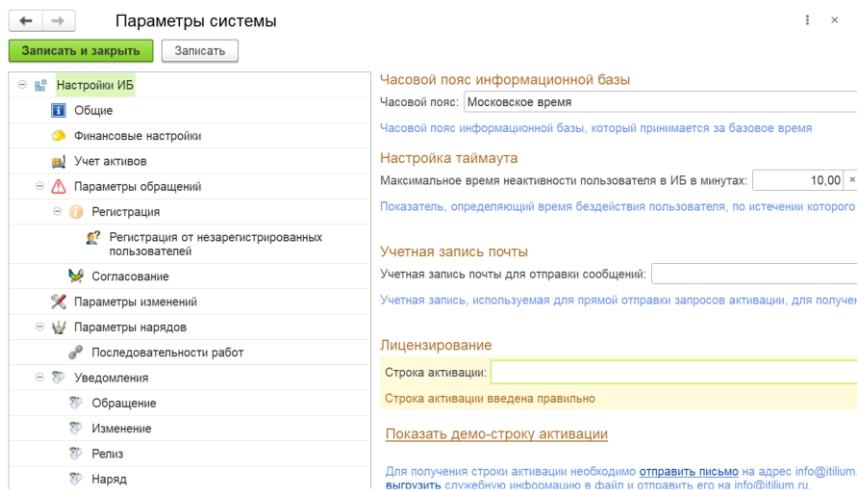 Параметры системы
Записать и закрыть
Записать
Настройки ИБ
Общие
Финансовые настройки
Учет активов
Параметры обращений
Регистрация
Регистрация от незарегистрированных
пользователей
Согласование
Параметры изменений
Параметры нарядов
Последовательности работ
Уведомления
Обращение
Изменение
Релиз
Наряд
Часовой пояс информационной базы
Часовой пояс: Московское время
Часовой пояс информационной базы, который принимается за базовое время
Настройка таймаута
Максимальное время неактивности пользователя в ИБ в минутах: 10,00
Показатель, определяющий время бездействия пользователя, по истечении которого
Учетная запись почты
Учетная запись почты для отправки сообщений:
Учетная запись, используемая для прямой отправки запросов активации, для получен
Лицензирование
Строка активации:
Строка активации введена правильно
Показать демо-строку активации
Для получения строки активации необходимо отправить письмо на адрес info@itilium.
выгрузить служебную информацию в файл и отправить его на info@itilium.ru.